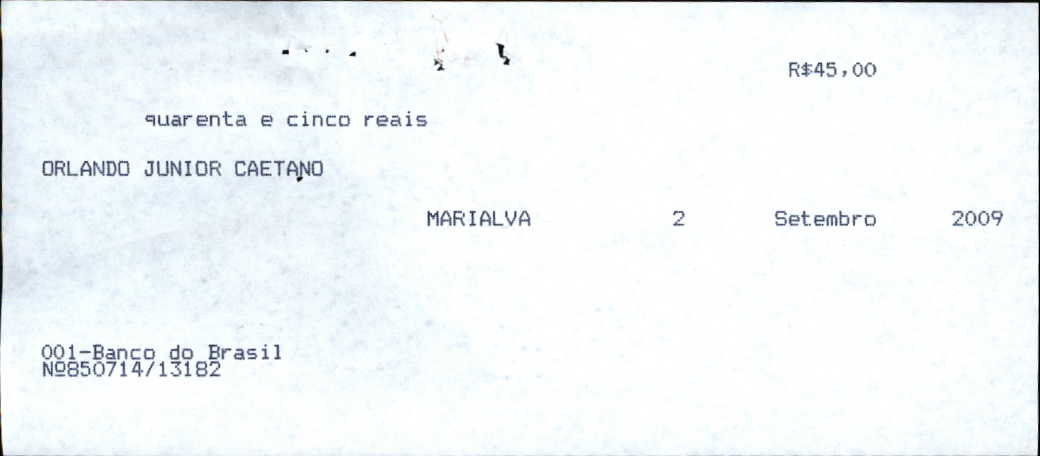 R$45,00
quarenta e cinco reais
ORLANDO JUNIOR CAETANO
MARIALVA 2 Setembro 2009
001-Banco do Brasil
Nº850714/13182